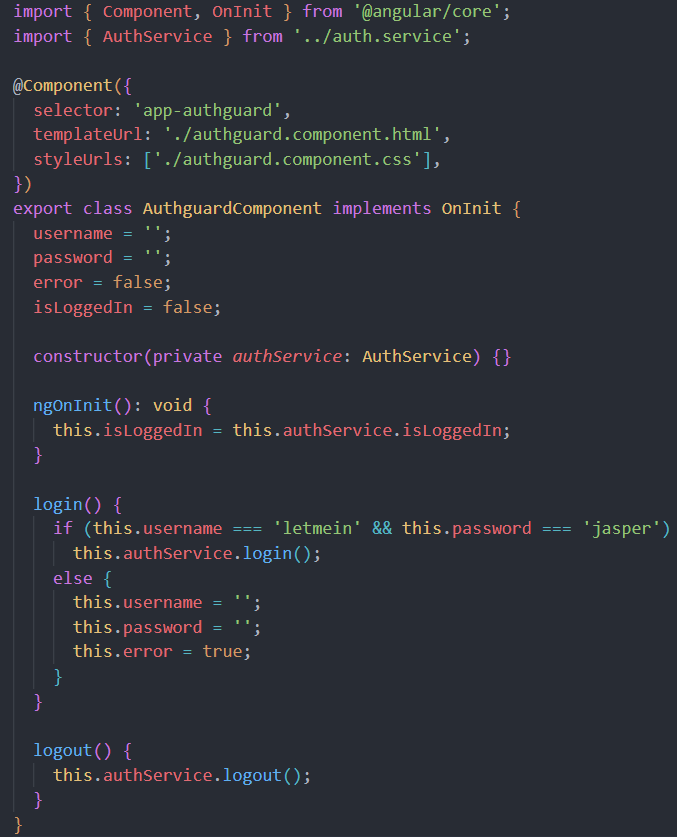 import { Component, OnInit } from '@angular/core';
import { AuthService } from '../auth.service';

@Component({
  selector: 'app-authguard',
  templateUrl: './authguard.component.html',
  styleUrls: ['./authguard.component.css'],
})
export class AuthguardComponent implements OnInit {
  username = '';
  password = '';
  error = false;
  isLoggedIn = false;

  constructor(private authService: AuthService) {}

  ngOnInit(): void {
    this.isLoggedIn = this.authService.isLoggedIn;
  }

  login() {
    if (this.username === 'letmein' && this.password === 'jasper')
      this.authService.login();
    else {
      this.username = '';
      this.password = '';
      this.error = true;
    }
  }

  logout() {
    this.authService.logout();
  }
}